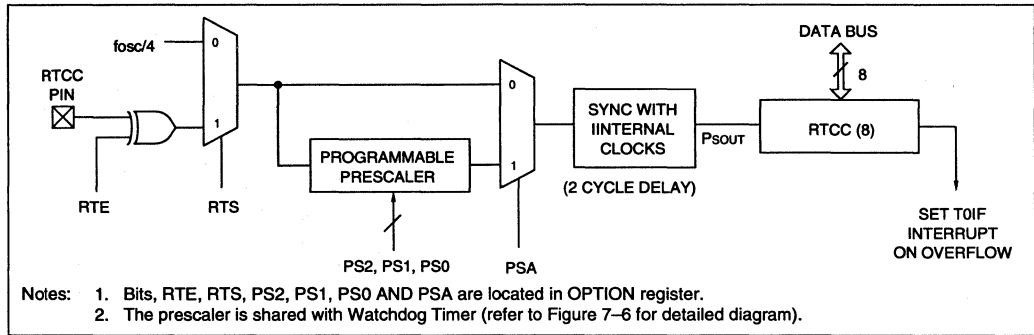 DATA BUS
fosc/4
0
8
RTCC
PIN
1
0
SYNC WITH
IINTERNAL
CLOCKS
PSOUT
RTCC (8)
PROGRAMMABLE
PRESCALER
1
(2 CYCLE DELAY)
RTE
RTS
SET T0IF
INTERRUPT
ON OVERFLOW
PS2, PS1, PS0
PSA
Notes: 1. Bits, RTE, RTS, PS2, PS1, PS0 AND PSA are located in OPTION register.
2. The prescaler is shared with Watchdog Timer (refer to Figure 7–6 for detailed diagram).